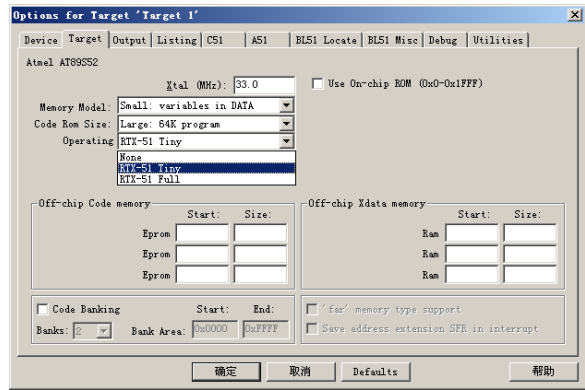 Options for Target 'Target 1'
Device Target Output Listing C51 A51 BL51 Locate BL51 Misc Debug Utilities
Atmel AT89S52
Xtal (MHz): 33.0 Use On-chip ROM (0x0-0x1FFF)
Memory Model: Small: variables in DATA
Code Rom Size: Large: 64K program
Operating RTX-51 Tiny
None
RTX-51 Tiny
RTX-51 Full
Off-chip Code memory Off-chip Xdata memory
Start: Size: Start: Size:
Eprom Ram
Eprom Ram
Eprom Ram
Code Banking Start: End: 'far' memory type support
Banks: 2 Bank Area: 0x0000 0xFFFF Save address extension SFR in interrupt
确定 取消 Defaults 帮助